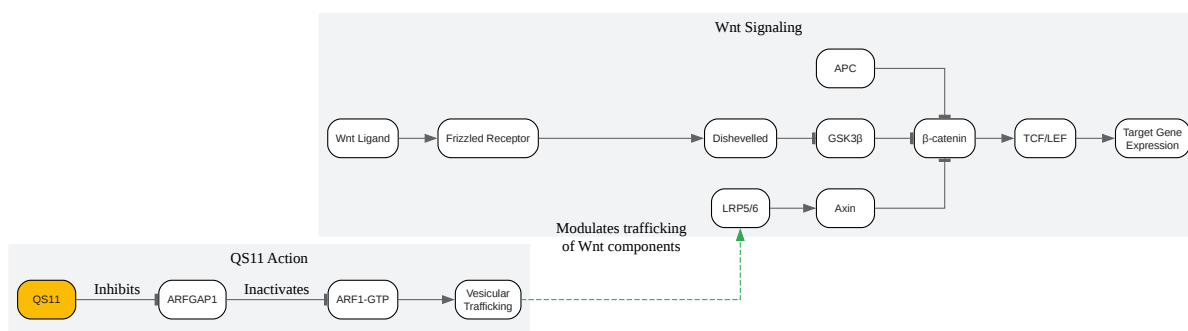 Wnt Signaling
APC
Wnt Ligand
Frizzled Receptor
Dishevelled
GSK3β
β-catenin
TCF/LEF
Target Gene
Expression
LRP5/6
Axin
Modulates trafficking
of Wnt components
QS11 Action
QS11
Inhibits
ARFGAP1
Inactivates
ARF1-GTP
Vesicular
Trafficking